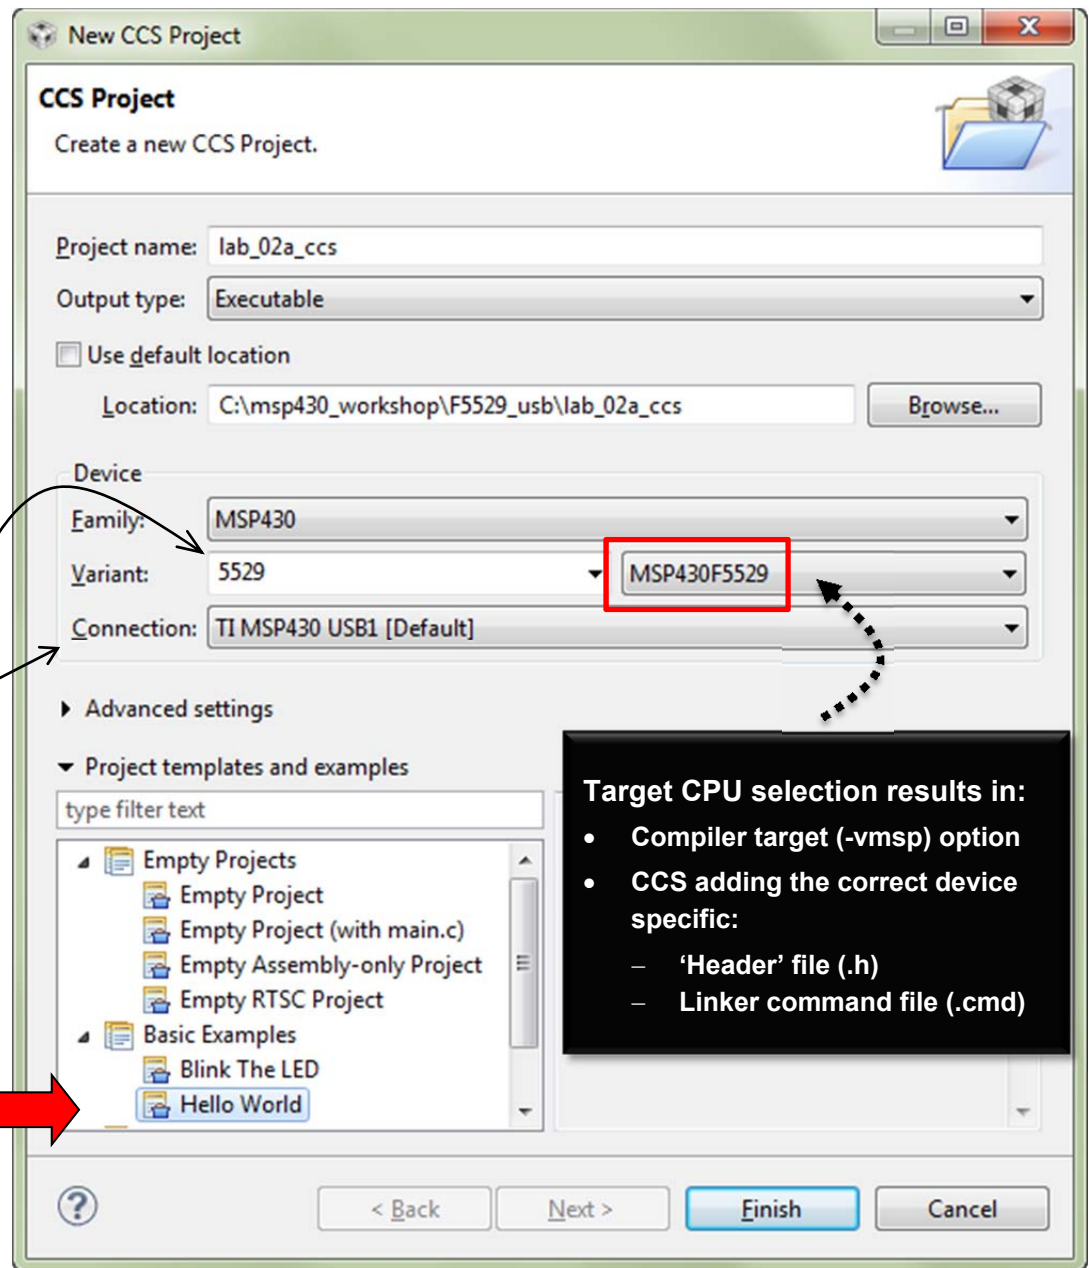 New CCS Project
CCS Project
Create a new CCS Project.
Project name: lab_02a_ccs
Output type: Executable
Use default location
Location: C:\msp430_workshop\F5529_usb\lab_02a_ccs Browse...
Device
Family: MSP430
Variant: 5529 MSP430F5529
Connection: TI MSP430 USB1 [Default]
Advanced settings
Project templates and examples
type filter text
Empty Projects
Empty Project
Empty Project (with main.c)
Empty Assembly-only Project
Empty RTSC Project
Basic Examples
Blink The LED
Hello World
Target CPU selection results in:
• Compiler target (-vmsp) option
• CCS adding the correct device
specific:
– ‘Header’ file (.h)
– Linker command file (.cmd)
? < Back Next > Finish Cancel